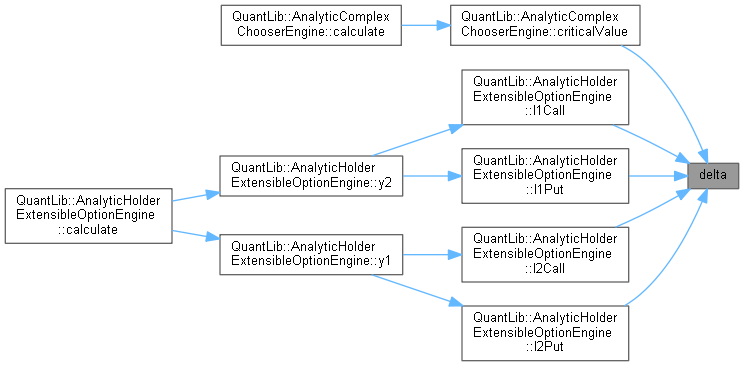 QuantLib::AnalyticComplex
ChooserEngine::calculate
QuantLib::AnalyticComplex
ChooserEngine::criticalValue
QuantLib::AnalyticHolder
ExtensibleOptionEngine
::I1Call
QuantLib::AnalyticHolder
ExtensibleOptionEngine::y2
QuantLib::AnalyticHolder
ExtensibleOptionEngine
::I1Put
delta
QuantLib::AnalyticHolder
ExtensibleOptionEngine
::calculate
QuantLib::AnalyticHolder
ExtensibleOptionEngine::y1
QuantLib::AnalyticHolder
ExtensibleOptionEngine
::I2Call
QuantLib::AnalyticHolder
ExtensibleOptionEngine
::I2Put